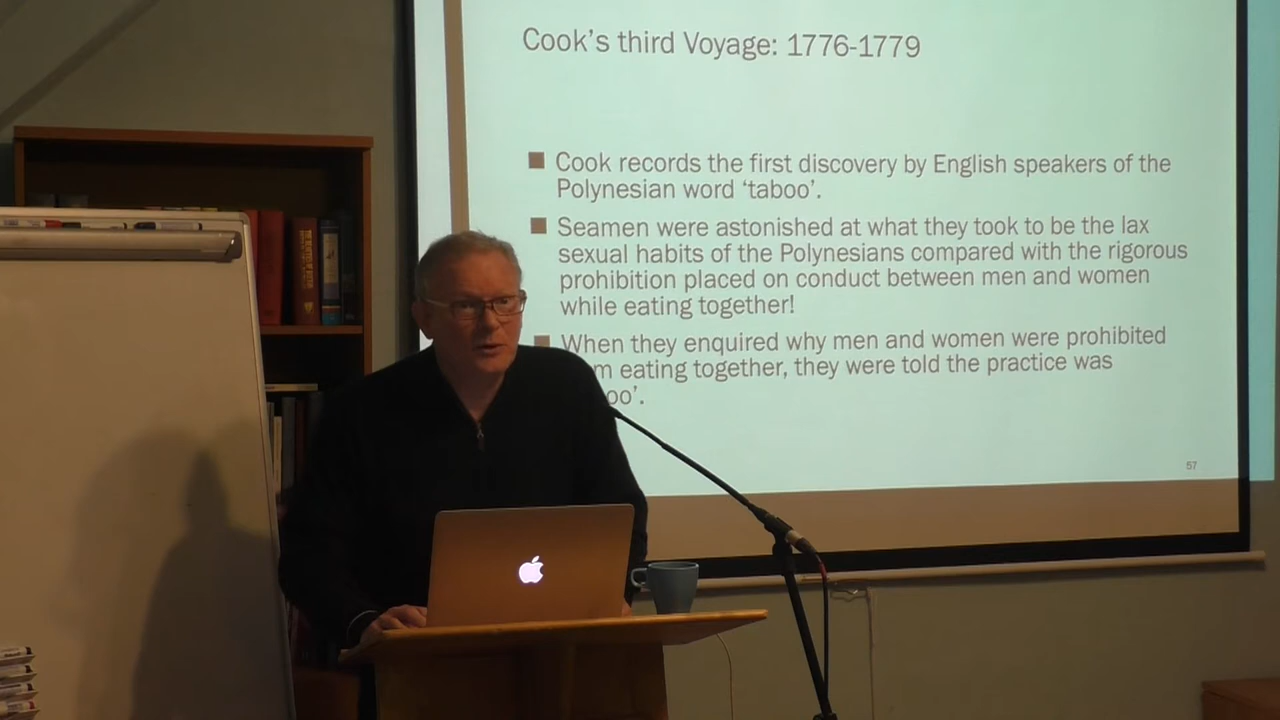 Cook's third Voyage: 1776-1779
Cook records the first discovery by English speakers of the
Polynesian word 'taboo'.
Seamen were astonished at what they took to be the lax
sexual habits of the Polynesians compared with the rigorous
prohibition placed on conduct between men and women
while eating together!
When they enquired why men and women were prohibited
m eating together, they were told the practice was
oo'.
57